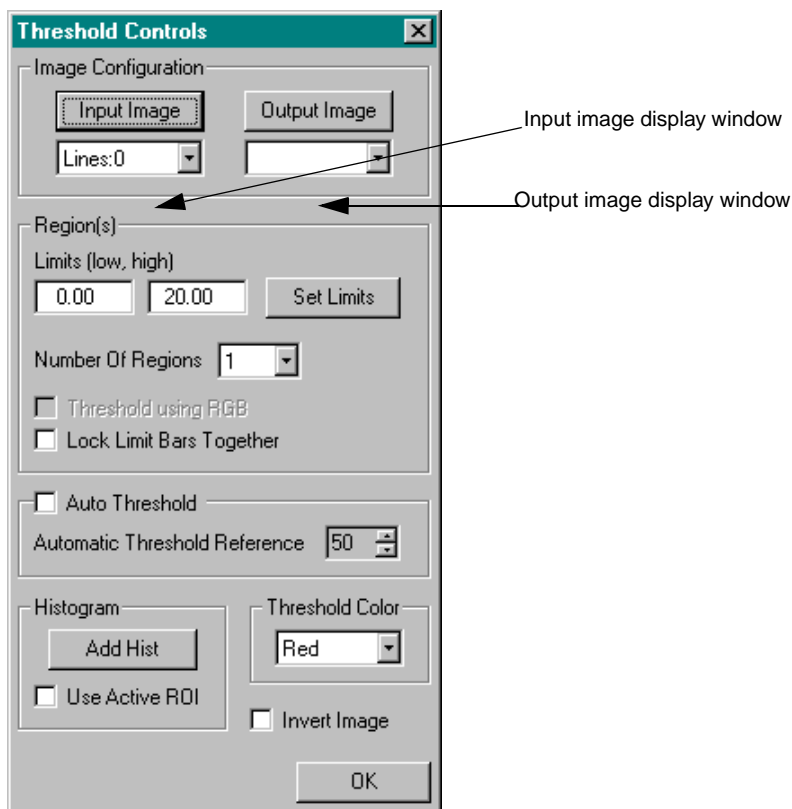 Threshold Controls
Image Configuration
Input Image
Output Image
Input image display window
Lines:0
Output image display window
Region(s)
Limits (low, high)
0.00
20.00
Set Limits
Number Of Regions
1
Threshold using RGB
Lock Limit Bars Together
Auto Threshold
Automatic Threshold Reference
50
Histogram
Threshold Color
Add Hist
Red
Use Active ROI
Invert Image
OK